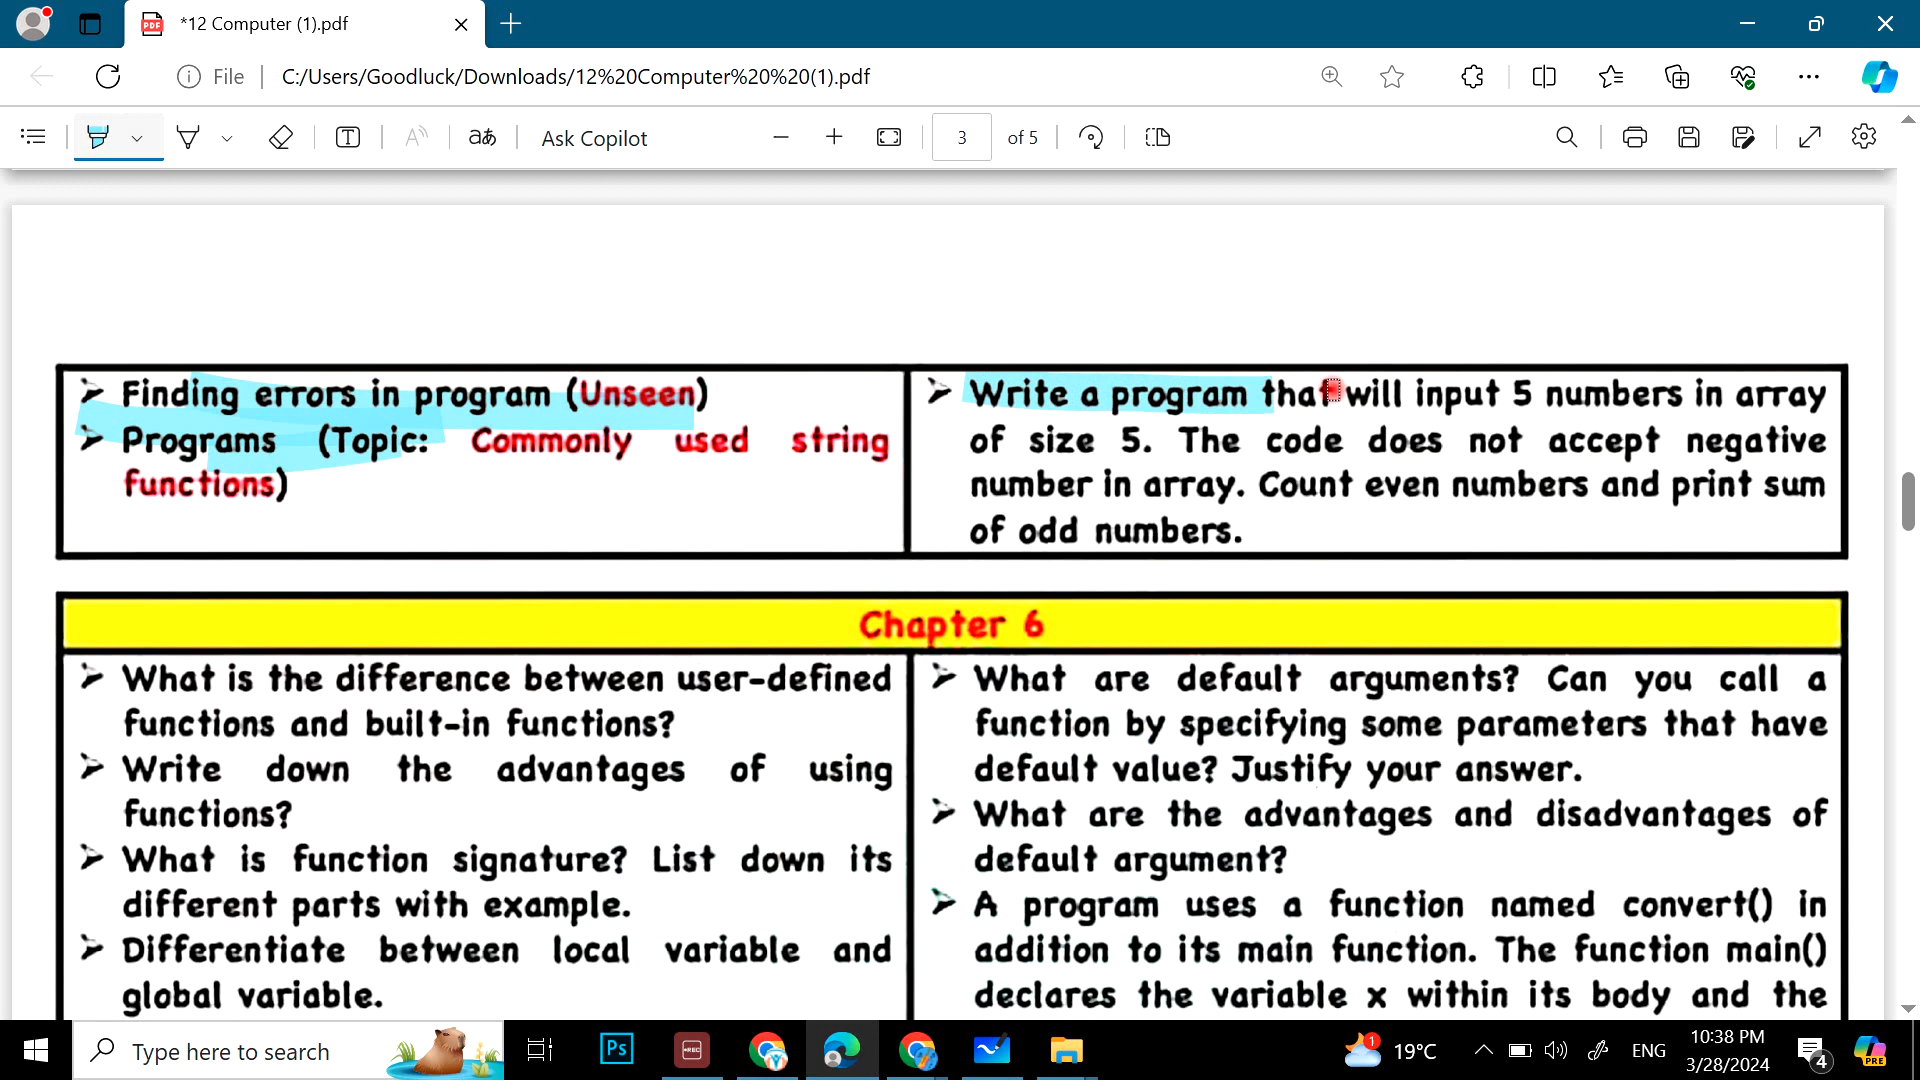 *12 Computer (1).pdf
File
C:/Users/Goodluck/Downloads/12%20Computer%20%20(1).pdf
Ask Copilot
3 of 5
Finding errors in program (Unseen)
Programs (Topic: Commonly used string
functions)
Write a program that will input 5 numbers in array
of size 5. The code does not accept negative
number in array. Count even numbers and print sum
of odd numbers.
Chapter 6
What is the difference between user-defined
functions and built-in functions?
Write down the advantages of using
functions?
What is function signature? List down its
different parts with example.
Differentiate between local variable and
global variable.
What are default arguments? Can you call a
function by specifying some parameters that have
default value? Justify your answer.
What are the advantages and disadvantages of
default argument?
A program uses a function named convert() in
addition to its main function. The function main()
declares the variable x within its body and the
Type here to search
Ps
REC
1
19°C
ENG
10:38 PM
3/28/2024
4
PRE